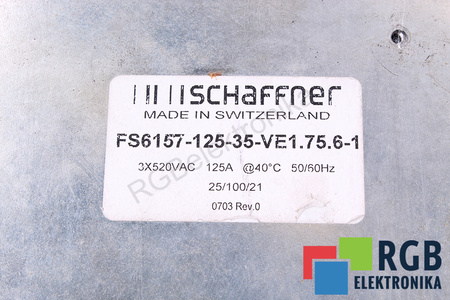 SCHAFFNER
MADE IN SWITZERLAND
FS6157-125-35-VE1.75.6-1
3X520VAC 125A @40°C 50/60Hz
25/100/21
0703 Rev.0
RGBelektronika
RGB
ELEKTRONIKA